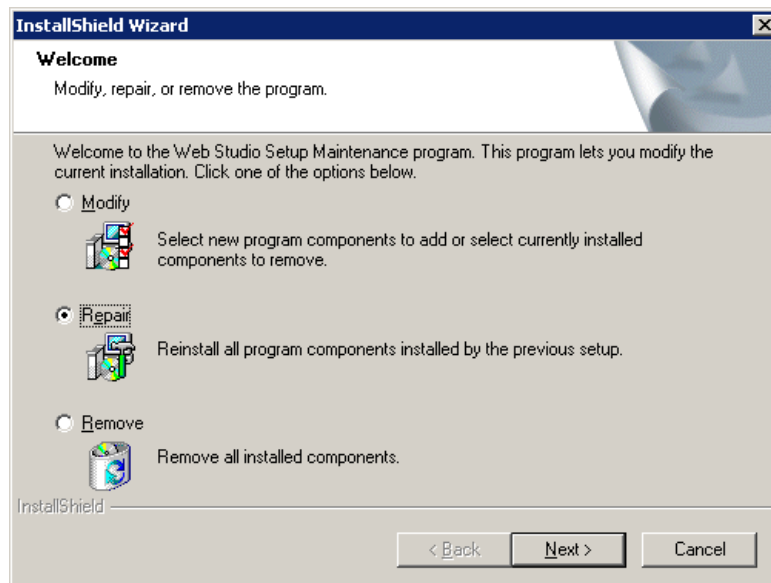 InstallShield Wizard
Welcome
Modify, repair, or remove the program.
Welcome to the Web Studio Setup Maintenance program. This program lets you modify the
current installation. Click one of the options below.
Modify
Select new program components to add or select currently installed
components to remove.
Repair
Reinstall all program components installed by the previous setup.
Remove
Remove all installed components.
InstallShield
< Back
Next >
Cancel